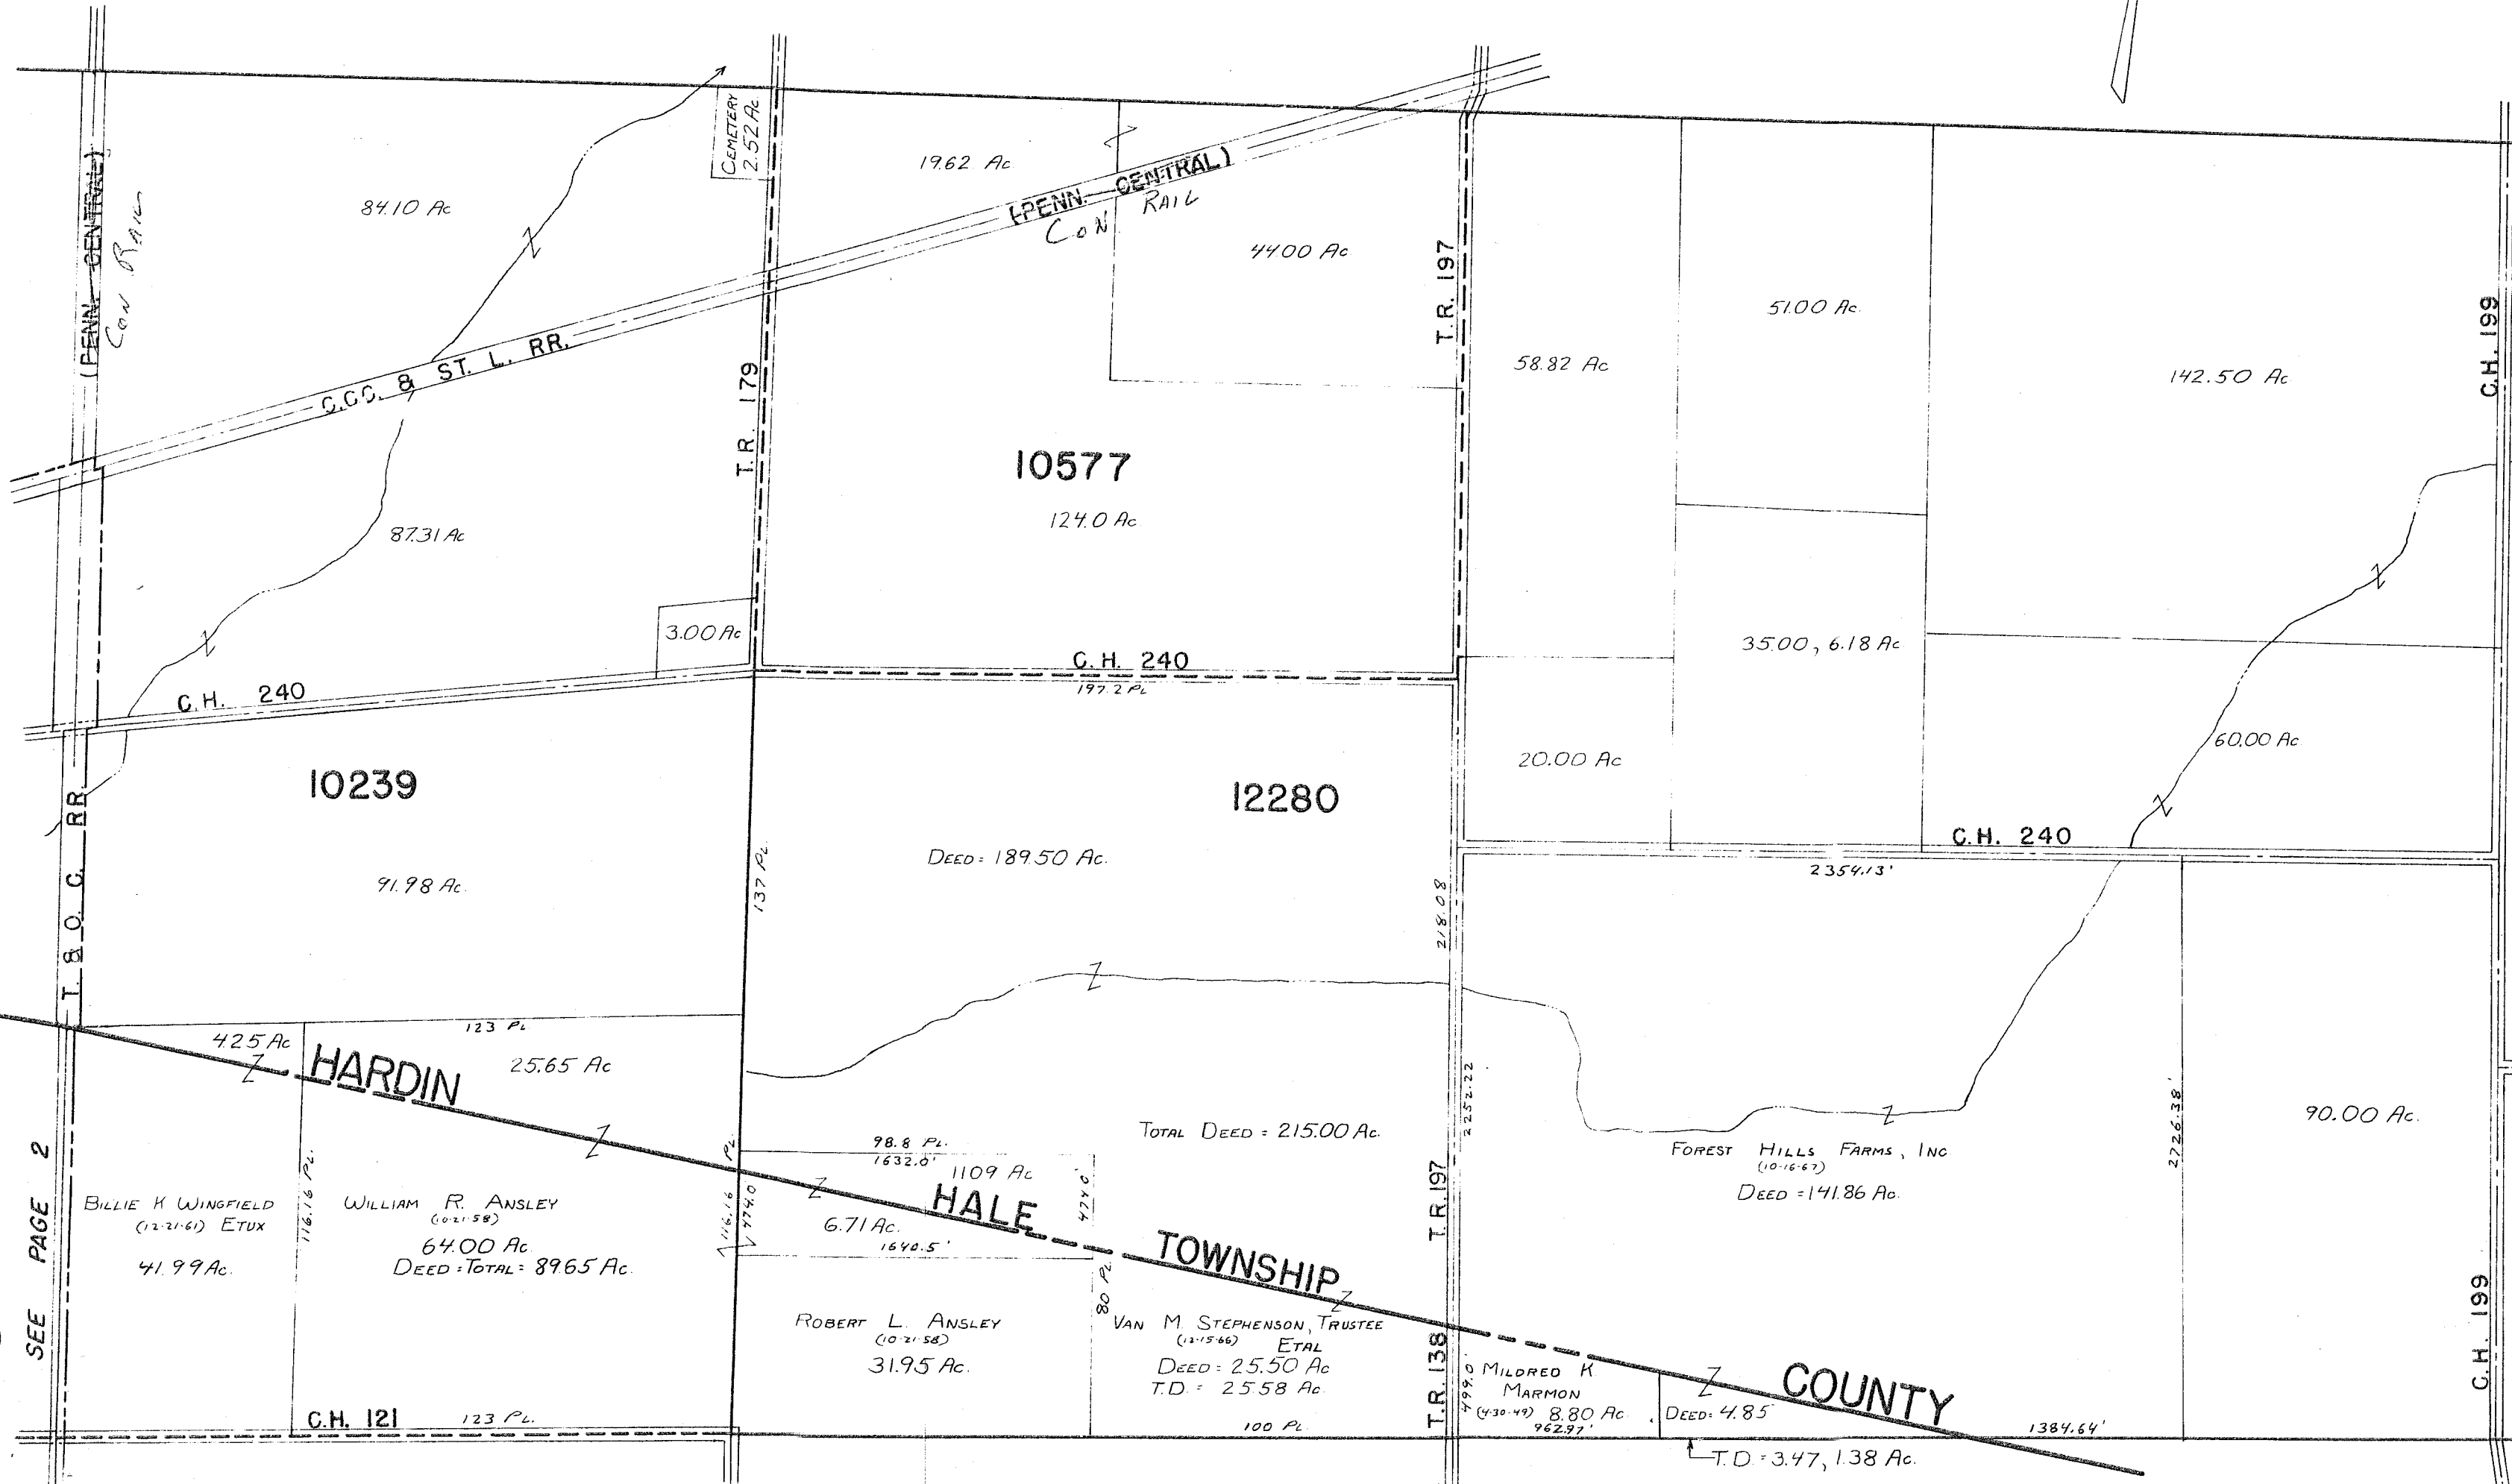 (PENN. CENTRAL)
CON RAIL
84.10 Ac
CEMETERY
2.52 Ac.
19.62 Ac
(PENN. CENTRAL)
CON RAIL
44.00 Ac
T.R. 197
58.82 Ac
51.00 Ac.
142.50 Ac
C.H. 199
C.C.C. & ST. L. RR.
T.R. 179
10577
124.0 Ac
87.31 Ac
3.00 Ac
C.H. 240
C.H. 240
197.2 PL
35.00, 6.18 Ac
20.00 Ac
60.00 Ac.
C.H. 240
2354.13'
T. & O. C. RR.
10239
91.98 Ac.
137 PL.
12280
DEED = 189.50 Ac.
218.08
123 PL
4.25 Ac
HARDIN
25.65 Ac
SEE PAGE 2
BILLIE K WINGFIELD
(12-21-61) ETUX
41.99 Ac.
116.16 PL.
WILLIAM R. ANSLEY
(10-21-58)
64.00 Ac.
DEED = TOTAL = 89.65 Ac.
116.16 PL.
474.0'
98.8 PL.
1632.0'
11.09 Ac
HALE
474.0'
6.71 Ac.
1640.5'
TOTAL DEED = 215.00 Ac.
TOWNSHIP
2252.22
T.R. 197
FOREST HILLS FARMS, INC
(10-16-67)
DEED = 141.86 Ac.
2726.38'
90.00 Ac.
C.H. 199
ROBERT L. ANSLEY
(10-21-58)
31.95 Ac.
80 PL.
VAN M. STEPHENSON, TRUSTEE
(12-15-66) ETAL
DEED = 25.50 Ac
T.D. = 25.58 Ac.
T.R. 138
499.0'
MILDRED K.
MARMON
(4-30-49) 8.80 Ac.
962.97'
DEED = 4.85
COUNTY
1384.64'
C.H. 121
123 PL.
100 PL.
T.D. = 3.47, 1.38 Ac.